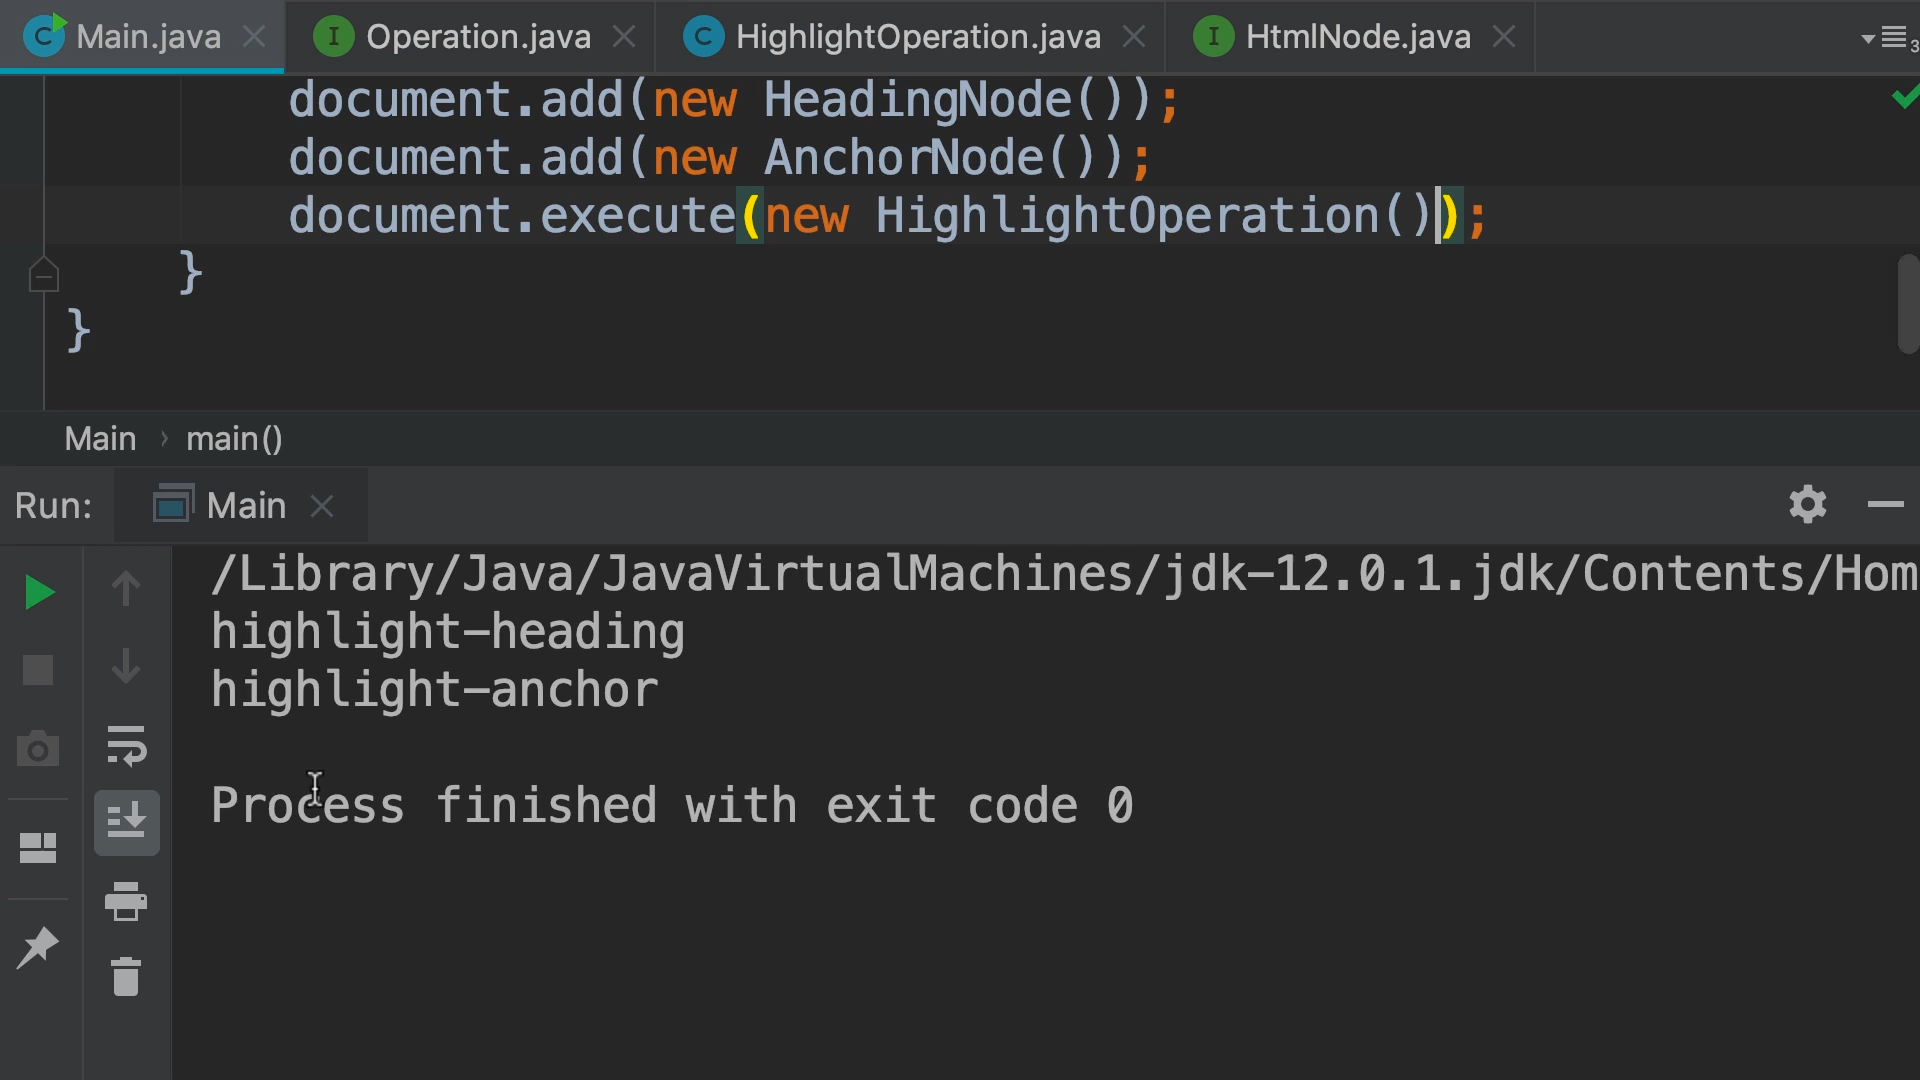 Main.java Operation.java HighlightOperation.java HtmlNode.java 3
document.add(new HeadingNode());
document.add(new AnchorNode());
document.execute(new HighlightOperation());
}
}
Main › main()
Run: Main
/Library/Java/JavaVirtualMachines/jdk-12.0.1.jdk/Contents/Hom
highlight-heading
highlight-anchor
Process finished with exit code 0